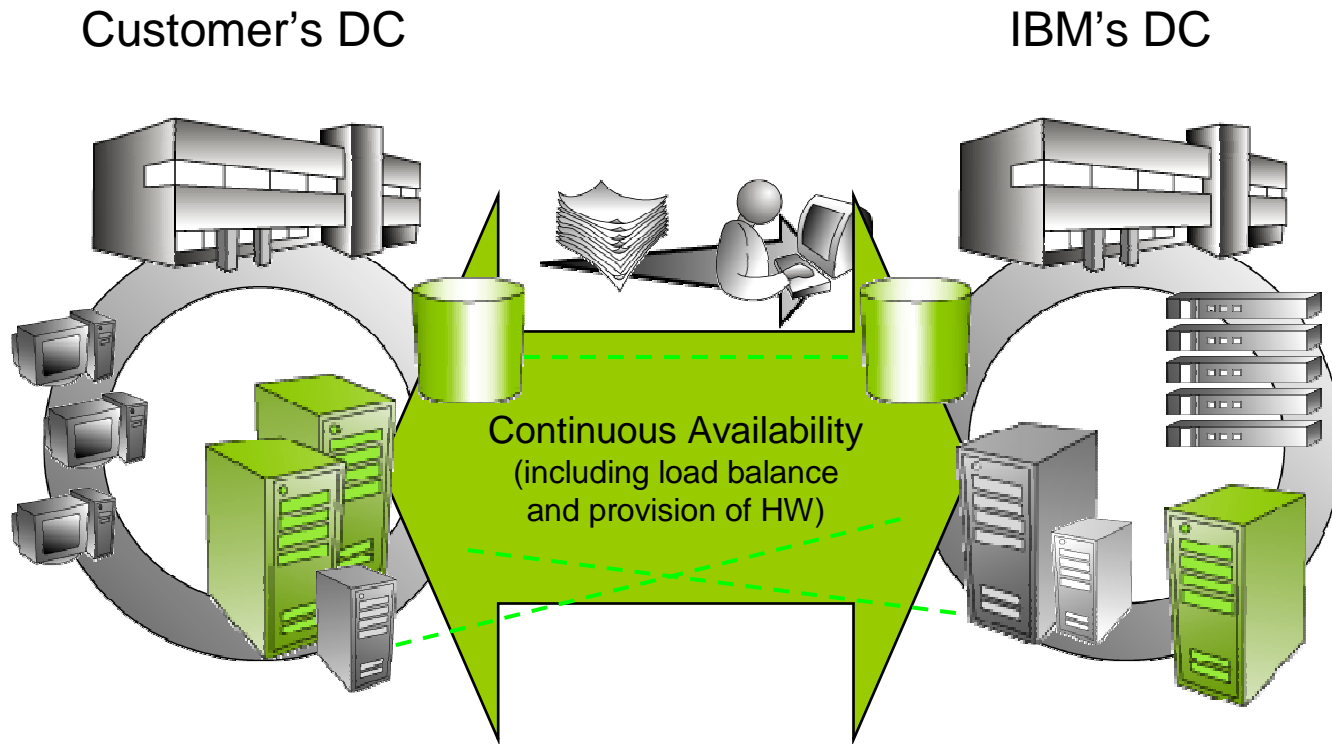 Customer's DC
IBM's DC
Continuous Availability
(including load balance
and provision of HW)